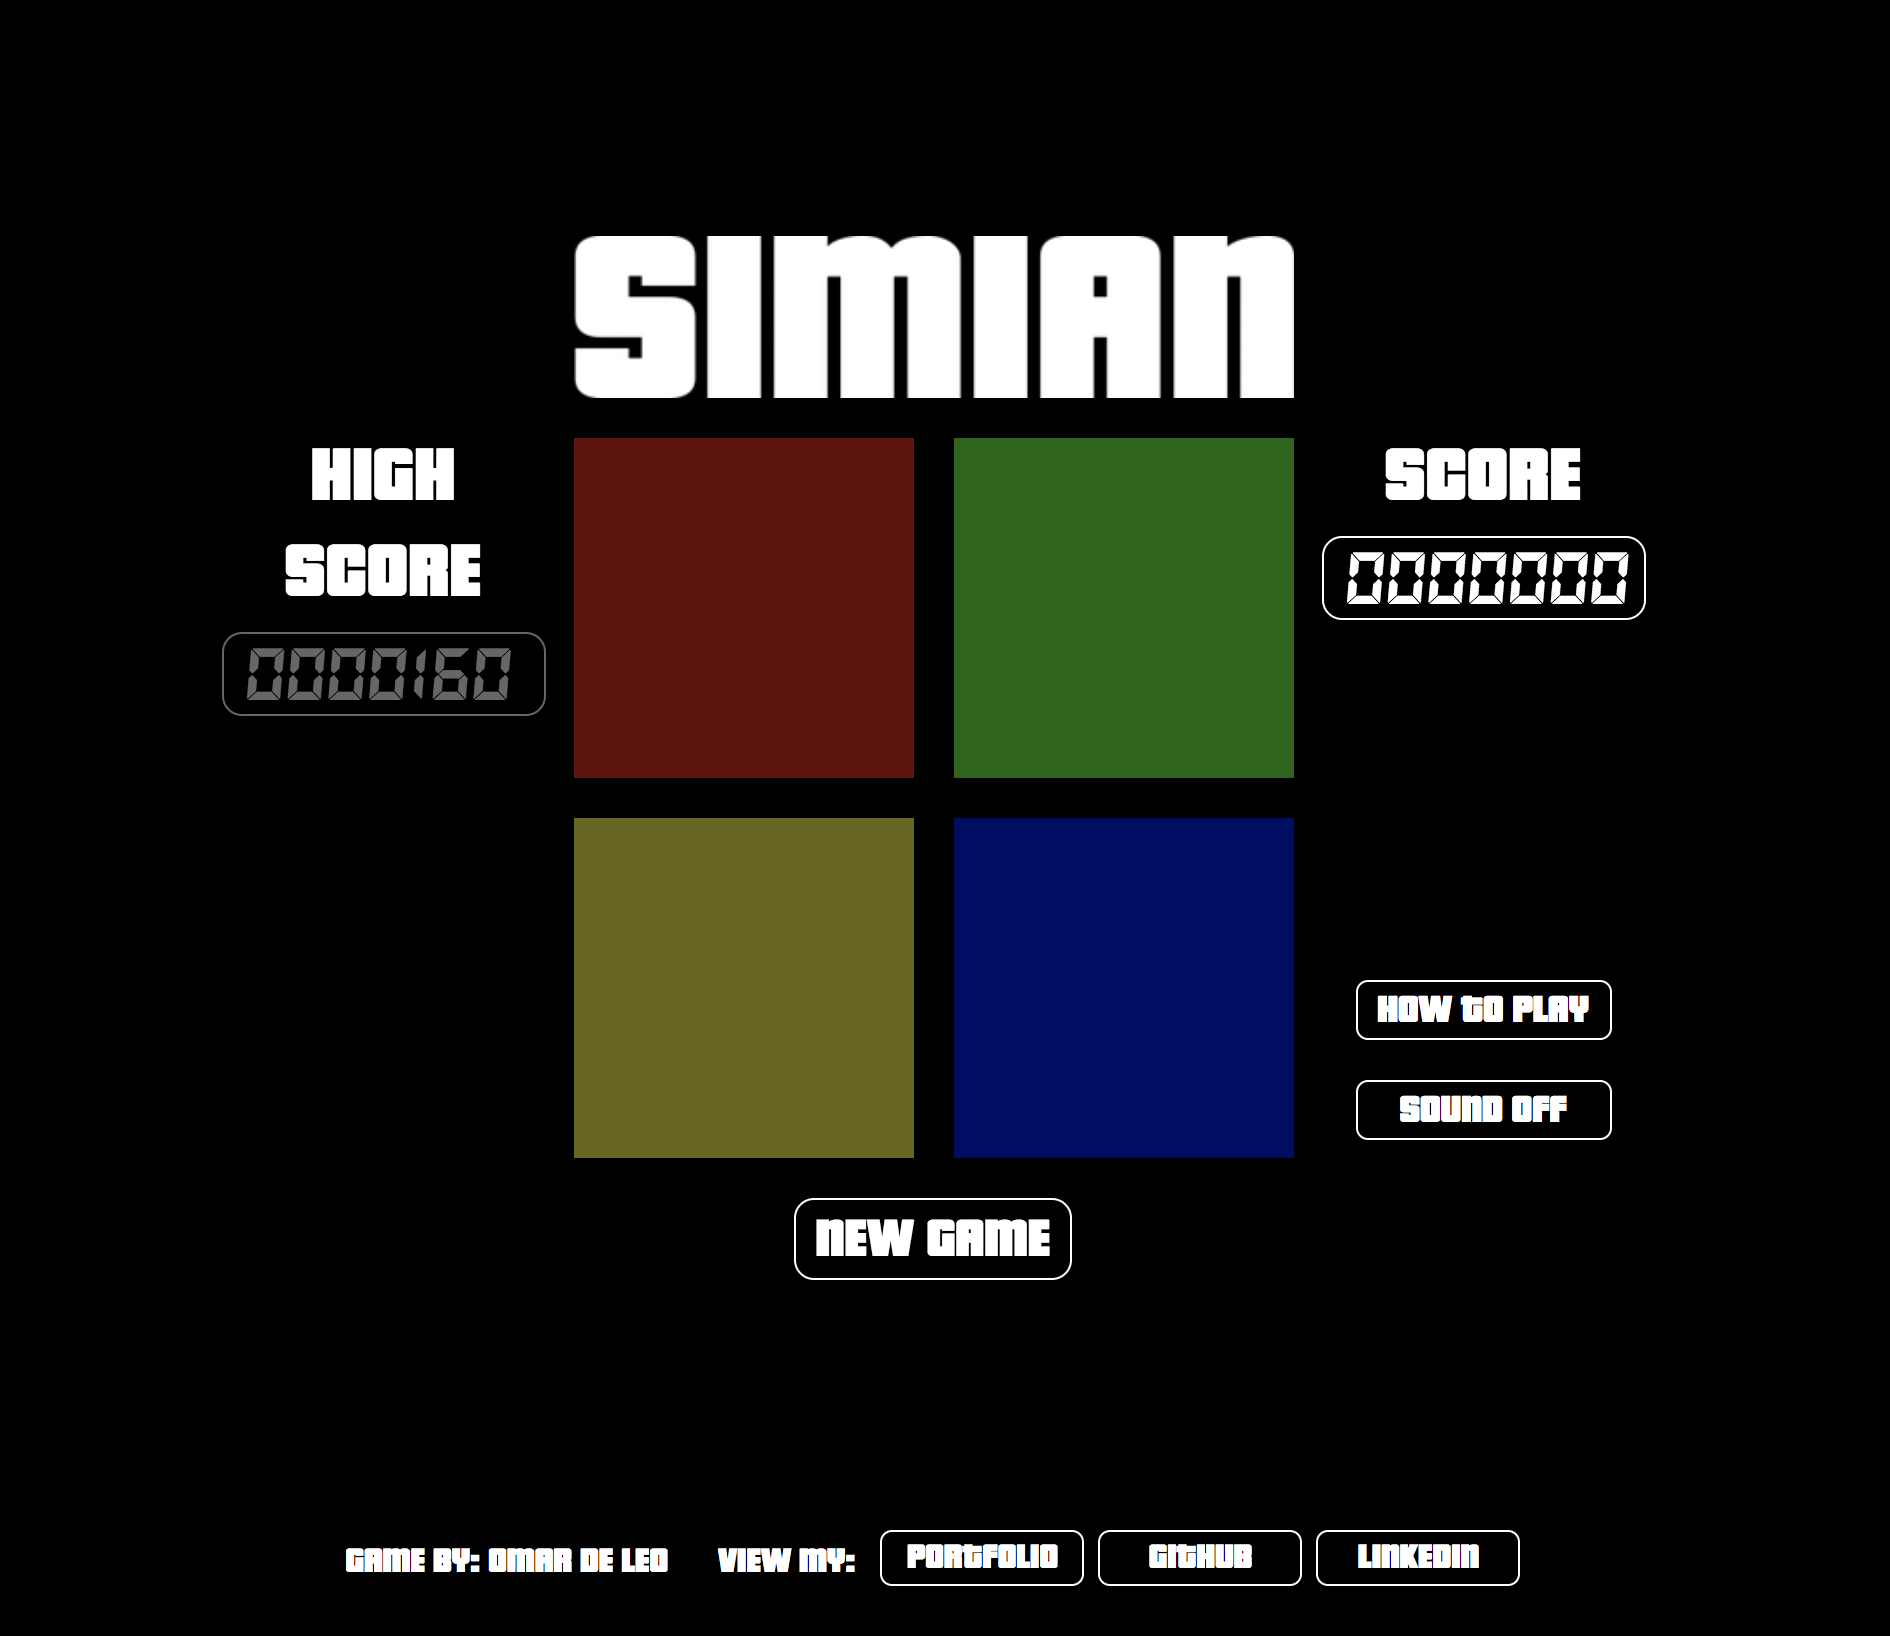 SIMIAN
HIGH
SCORE
0000160
SCORE
0000000
HOW TO PLAY
SOUND OFF
NEW GAME
GAME BY: OMAR DE LEO
VIEW MY:
PORTFOLIO
GITHUB
LINKEDIN